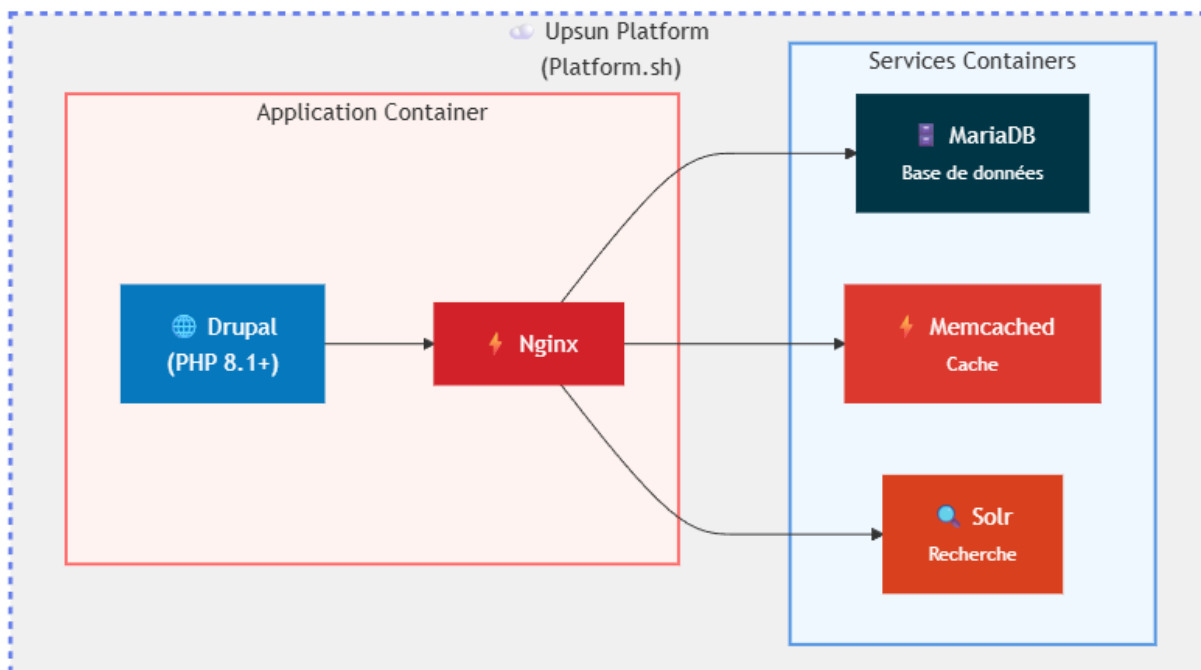 Upsun Platform
(Platform.sh)
Services Containers
Application Container
MariaDB
Base de données
Drupal
(PHP 8.1+)
Nginx
Memcached
Cache
Solr
Recherche